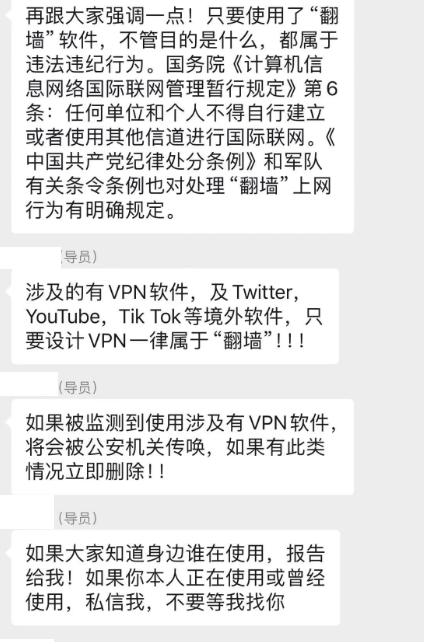 再跟大家强调一点！只要使用了“翻
墙”软件，不管目的是什么，都属于
违法违纪行为。国务院《计算机信
息网络国际联网管理暂行规定》第6
条：任何单位和个人不得自行建立
或者使用其他信道进行国际联网。《
中国共产党纪律处分条例》和军队
有关条令条例也对处理“翻墙”上网
行为有明确规定。
（导员）
涉及的有VPN软件，及Twitter，
YouTube，Tik Tok等境外软件，只
要设计VPN一律属于“翻墙”！！！
（导员）
如果被监测到使用涉及有VPN软件，
将会被公安机关传唤，如果有此类
情况立即删除！！
（导员）
如果大家知道身边谁在使用，报告
给我！如果你本人正在使用或曾经
使用，私信我，不要等我找你